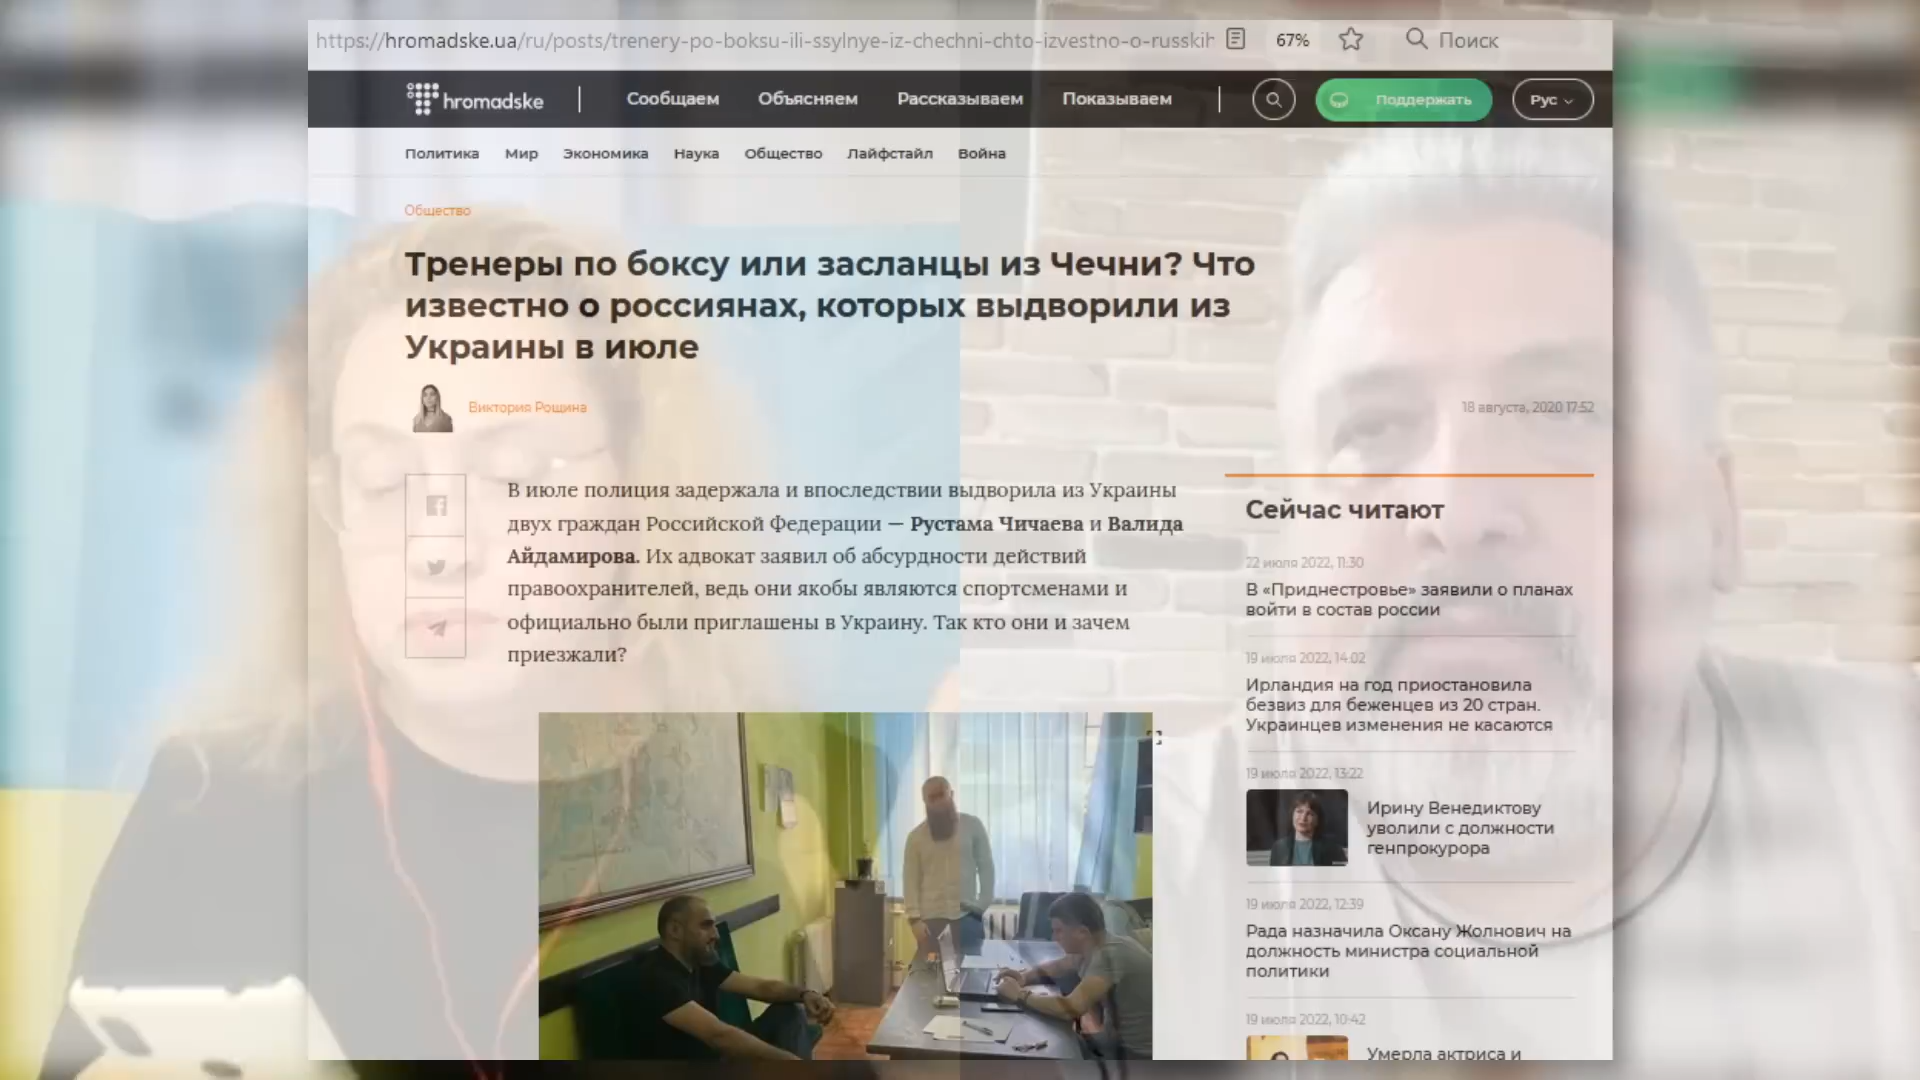 https://hromadske.ua/ru/posts/trenery-po-boksu-ili-ssylnye-iz-chechni-chto-izvestno-o-russkih
67%
Поиск
hromadske
Сообщаем Объясняем Рассказываем Показываем
Поддержать
Рус
Политика Мир Экономика Наука Общество Лайфстайл Война
Общество
Тренеры по боксу или засланцы из Чечни? Что
известно о россиянах, которых выдворили из
Украины в июле
Виктория Рощина
18 августа, 2020 17:52
В июле полиция задержала и впоследствии выдворила из Украины
двух граждан Российской Федерации — Рустама Чичаева и Валида
Айдамирова. Их адвокат заявил об абсурдности действий
правоохранителей, ведь они якобы являются спортсменами и
официально были приглашены в Украину. Так кто они и зачем
приезжали?
Сейчас читают
22 июля 2022, 11:30
В «Приднестровье» заявили о планах
войти в состав россии
19 июля 2022, 14:02
Ирландия на год приостановила
безвиз для беженцев из 20 стран.
Украинцев изменения не касаются
19 июля 2022, 13:22
Ирину Венедиктову
уволили с должности
генпрокурора
19 июля 2022, 12:39
Рада назначила Оксану Жолнович на
должность министра социальной
политики
19 июля 2022, 10:42
Умерла актриса и